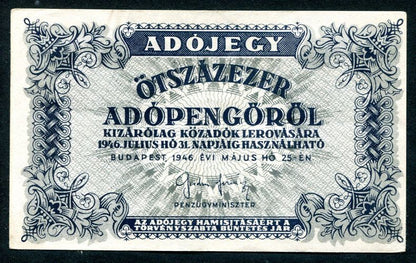 ADÓJEGY
ÖTSZÁZEZER
ADÓPENGŐRŐL
KIZÁRÓLAG KÖZADÓK LEROVÁSÁRA
1946. JULIUS HÓ 31. NAPJÁIG HASZNÁLHATÓ
BUDAPEST, 1946. ÉVI MÁJUS HÓ 25-ÉN
PÉNZÜGYMINISZTER
AZ ADÓJEGY HAMISÍTÁSÁÉRT A
TÖRVÉNYSZABTA BÜNTETÉS JÁR